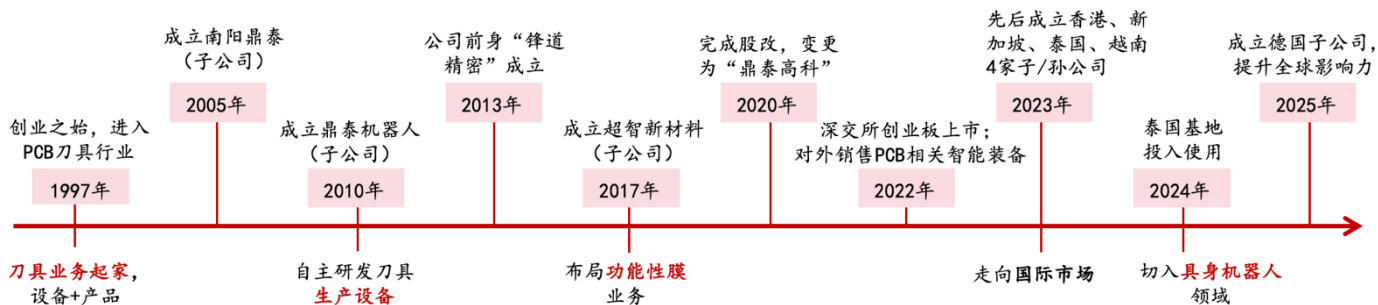 创业之始，进入
PCB刀具行业
1997年
刀具业务起家，
设备+产品
成立南阳鼎泰
（子公司）
2005年
成立鼎泰机器人
（子公司）
2010年
自主研发刀具
生产设备
公司前身“锋道
精密”成立
2013年
成立超智新材料
（子公司）
2017年
布局功能性膜
业务
完成股改，变更
为“鼎泰高科”
2020年
深交所创业板上市；
对外销售PCB相关智能装备
2022年
先后成立香港、新
加坡、泰国、越南
4家子/孙公司
2023年
走向国际市场
泰国基地
投入使用
2024年
切入具身机器人
领域
成立德国子公司，
提升全球影响力
2025年